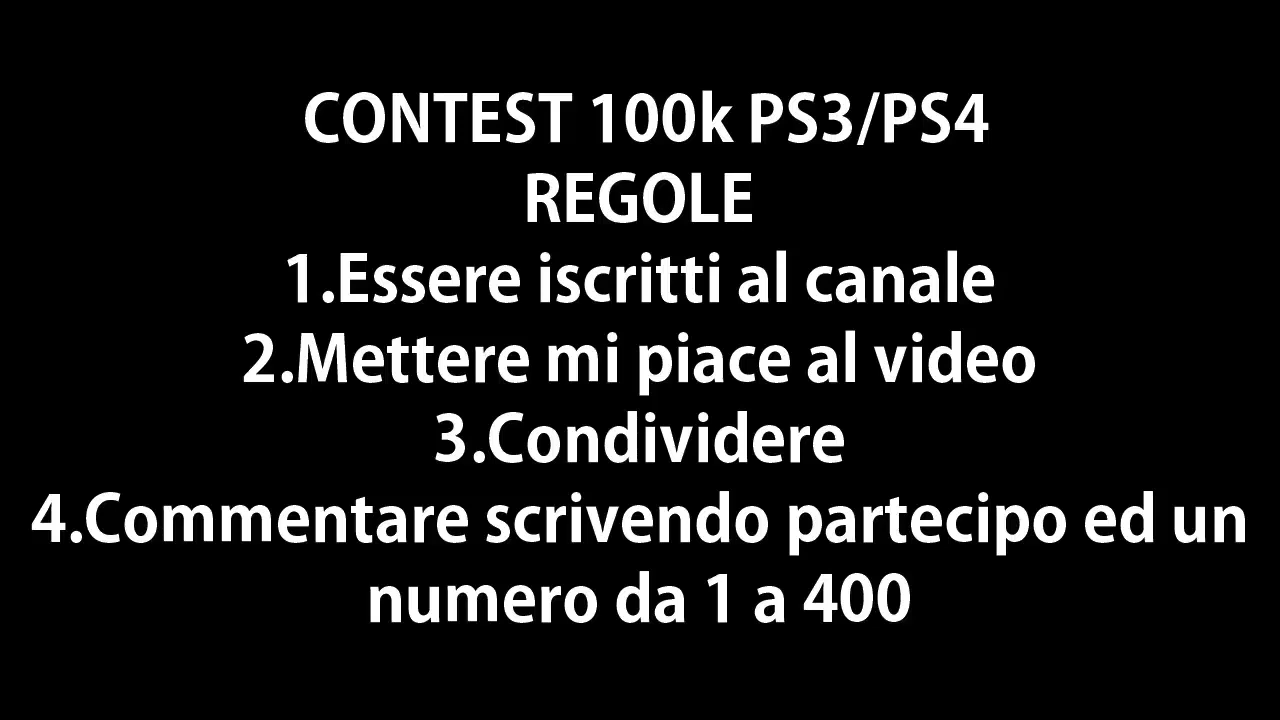 CONTEST 100k PS3/PS4
REGOLE
1.Essere iscritti al canale
2.Mettere mi piace al video
3.Condividere
4.Commentare scrivendo partecipo ed un
numero da 1 a 400